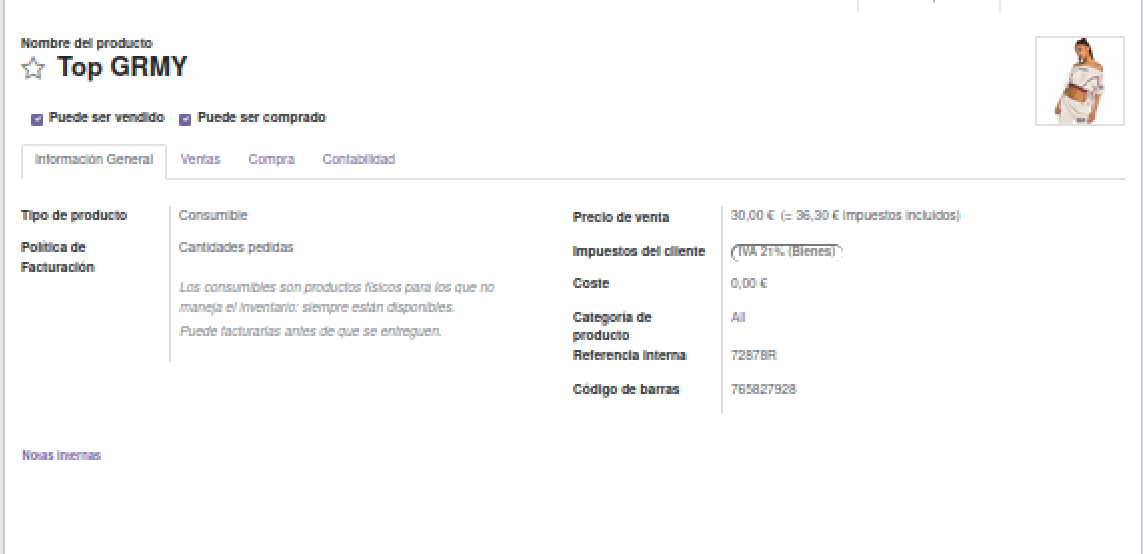 Nombre del producto
Top GRMY
Puede ser vendido Puede ser comprado
Información General Ventas Compra Contabilidad
Tipo de producto Consumible
Política de Facturación Cantidades pedidas
Los consumibles son productos físicos para los que no
maneja el inventario: siempre están disponibles.
Puede facturarlas antes de que se entreguen.
Precio de venta 30,00 € (= 36,30 € impuestos incluidos)
Impuestos del cliente IVA 21% (Bienes)
Coste 0,00 €
Categoría de producto All
Referencia interna 72878R
Código de barras 765827928
Notas internas